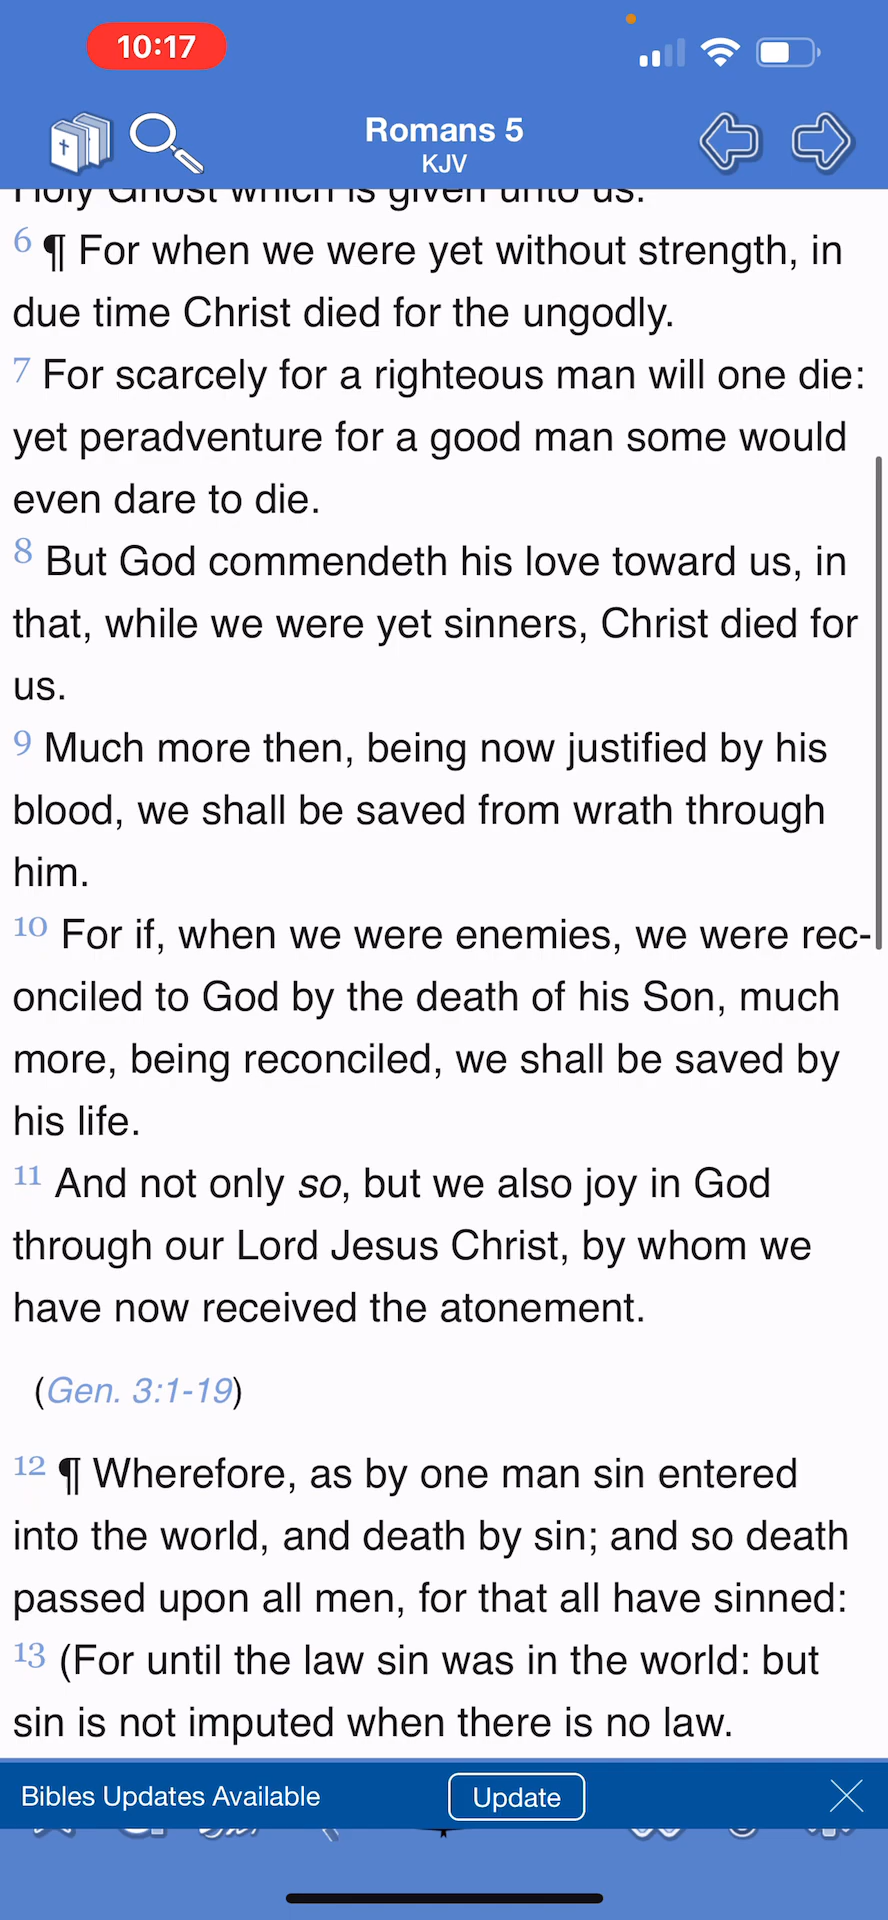 10:17
Romans 5
KJV
Holy Ghost which is given unto us.
6 ¶ For when we were yet without strength, in
due time Christ died for the ungodly.
7 For scarcely for a righteous man will one die:
yet peradventure for a good man some would
even dare to die.
8 But God commendeth his love toward us, in
that, while we were yet sinners, Christ died for
us.
9 Much more then, being now justified by his
blood, we shall be saved from wrath through
him.
10 For if, when we were enemies, we were rec-
onciled to God by the death of his Son, much
more, being reconciled, we shall be saved by
his life.
11 And not only so, but we also joy in God
through our Lord Jesus Christ, by whom we
have now received the atonement.
(Gen. 3:1-19)
12 ¶ Wherefore, as by one man sin entered
into the world, and death by sin; and so death
passed upon all men, for that all have sinned:
13 (For until the law sin was in the world: but
sin is not imputed when there is no law.
Bibles Updates Available
Update